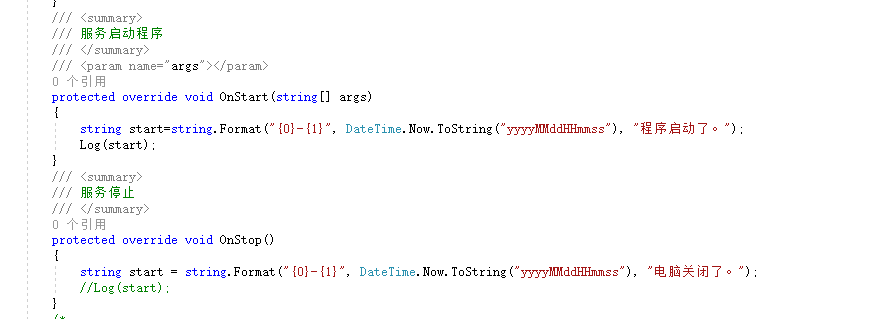 }
/// <summary>
/// 服务启动程序
/// </summary>
/// <param name="args"></param>
0 个引用
protected override void OnStart(string[] args)
{
string start=string.Format("{0}-{1}", DateTime.Now.ToString("yyyyMMddHHmmss"), "程序启动了。");
Log(start);
}
/// <summary>
/// 服务停止
/// </summary>
0 个引用
protected override void OnStop()
{
string start = string.Format("{0}-{1}", DateTime.Now.ToString("yyyyMMddHHmmss"), "电脑关闭了。");
//Log(start);
}
/*